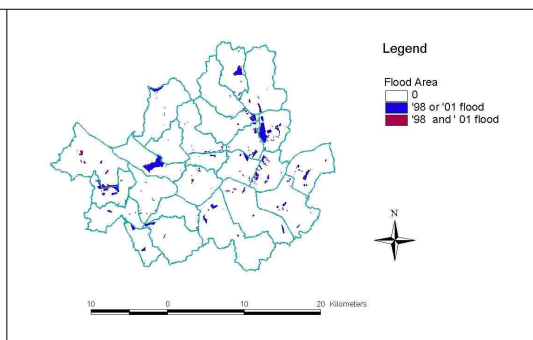 Legend
Flood Area
0
'98 or '01 flood
'98 and ' 01 flood
N
10 0 10 20 Kilometers